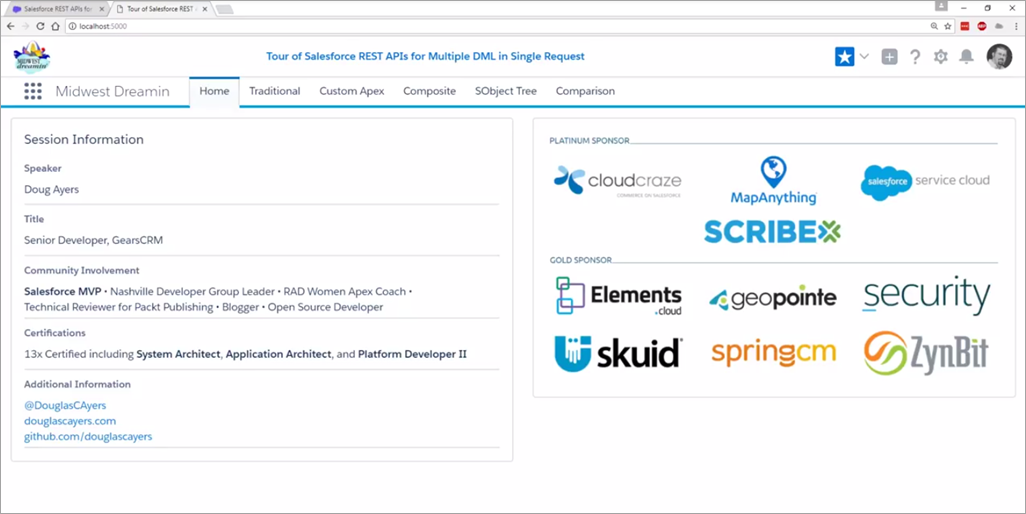 Salesforce REST APIs for
Tour of Salesforce REST
localhost:5000
MIDWEST
dreamin'
Tour of Salesforce REST APIs for Multiple DML in Single Request
Midwest Dreamin
Home
Traditional
Custom Apex
Composite
SObject Tree
Comparison
Session Information
Speaker
Doug Ayers
Title
Senior Developer, GearsCRM
Community Involvement
Salesforce MVP • Nashville Developer Group Leader • RAD Women Apex Coach •
Technical Reviewer for Packt Publishing • Blogger • Open Source Developer
Certifications
13x Certified including System Architect, Application Architect, and Platform Developer II
Additional Information
@DouglasCAyers
douglascayers.com
github.com/douglascayers
PLATINUM SPONSOR
cloudcraze
COMMERCE ON SALESFORCE
MapAnything
salesforce service cloud
SCRIBE
GOLD SPONSOR
Elements
.cloud
geopointe
security
skuid
springcm
ZynBit